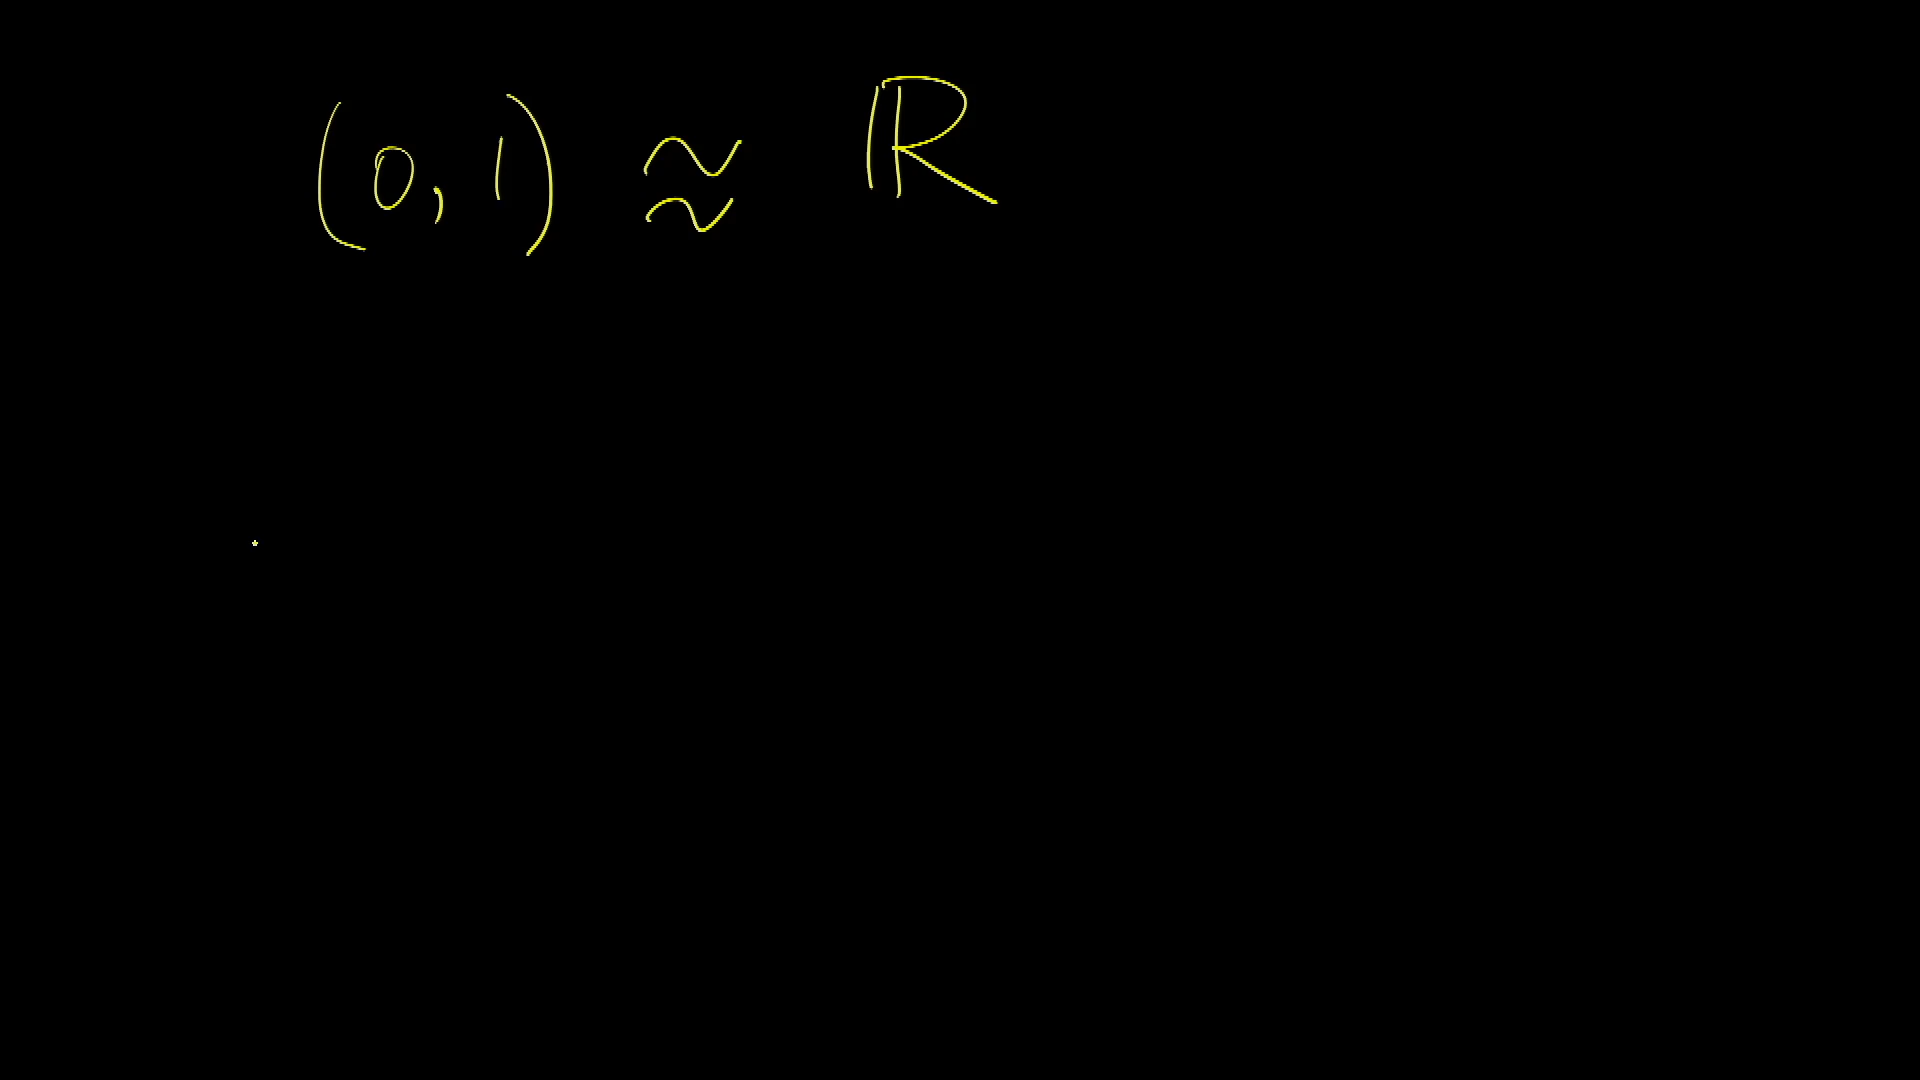 (0, 1) ≈ ℝ